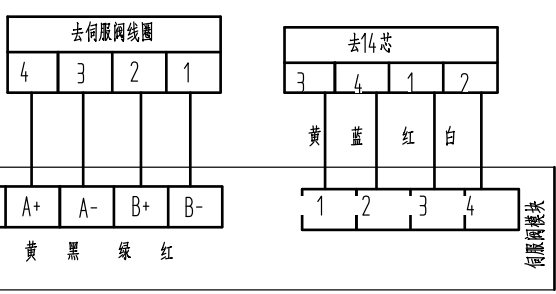 去伺服阀线圈
4 3 2 1
A+ A- B+ B-
黄 黑 绿 红
去14芯
3 4 1 2
黄 蓝 红 白
1 2 3 4
伺服阀模块